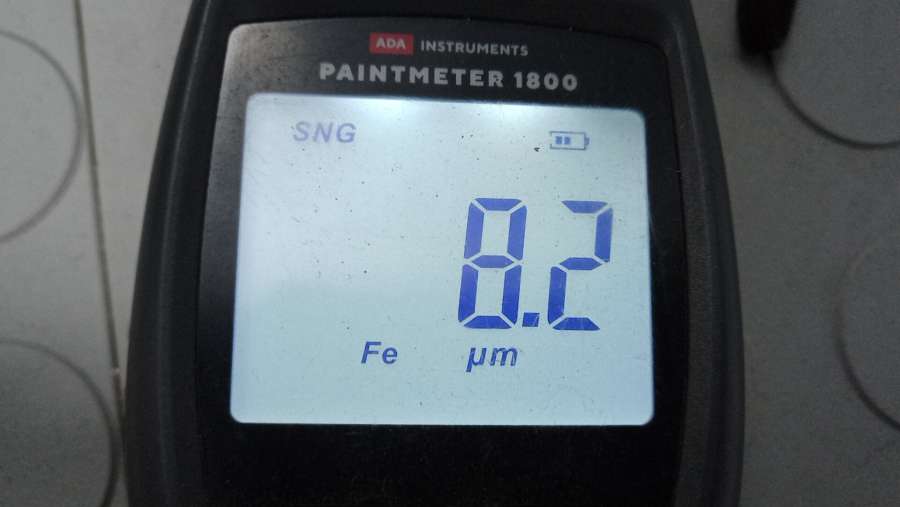 ADA INSTRUMENTS
PAINTMETER 1800
SNG
8.2
Fe µm